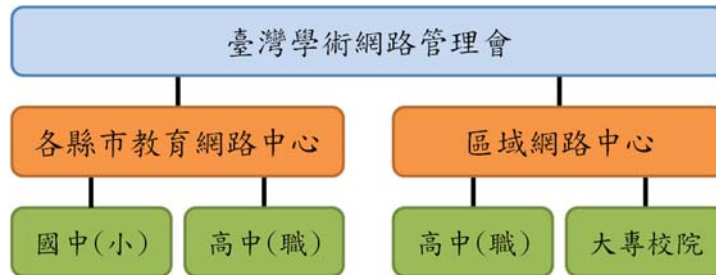 臺灣學術網路管理會
各縣市教育網路中心
區域網路中心
國中(小)
高中(職)
高中(職)
大專校院